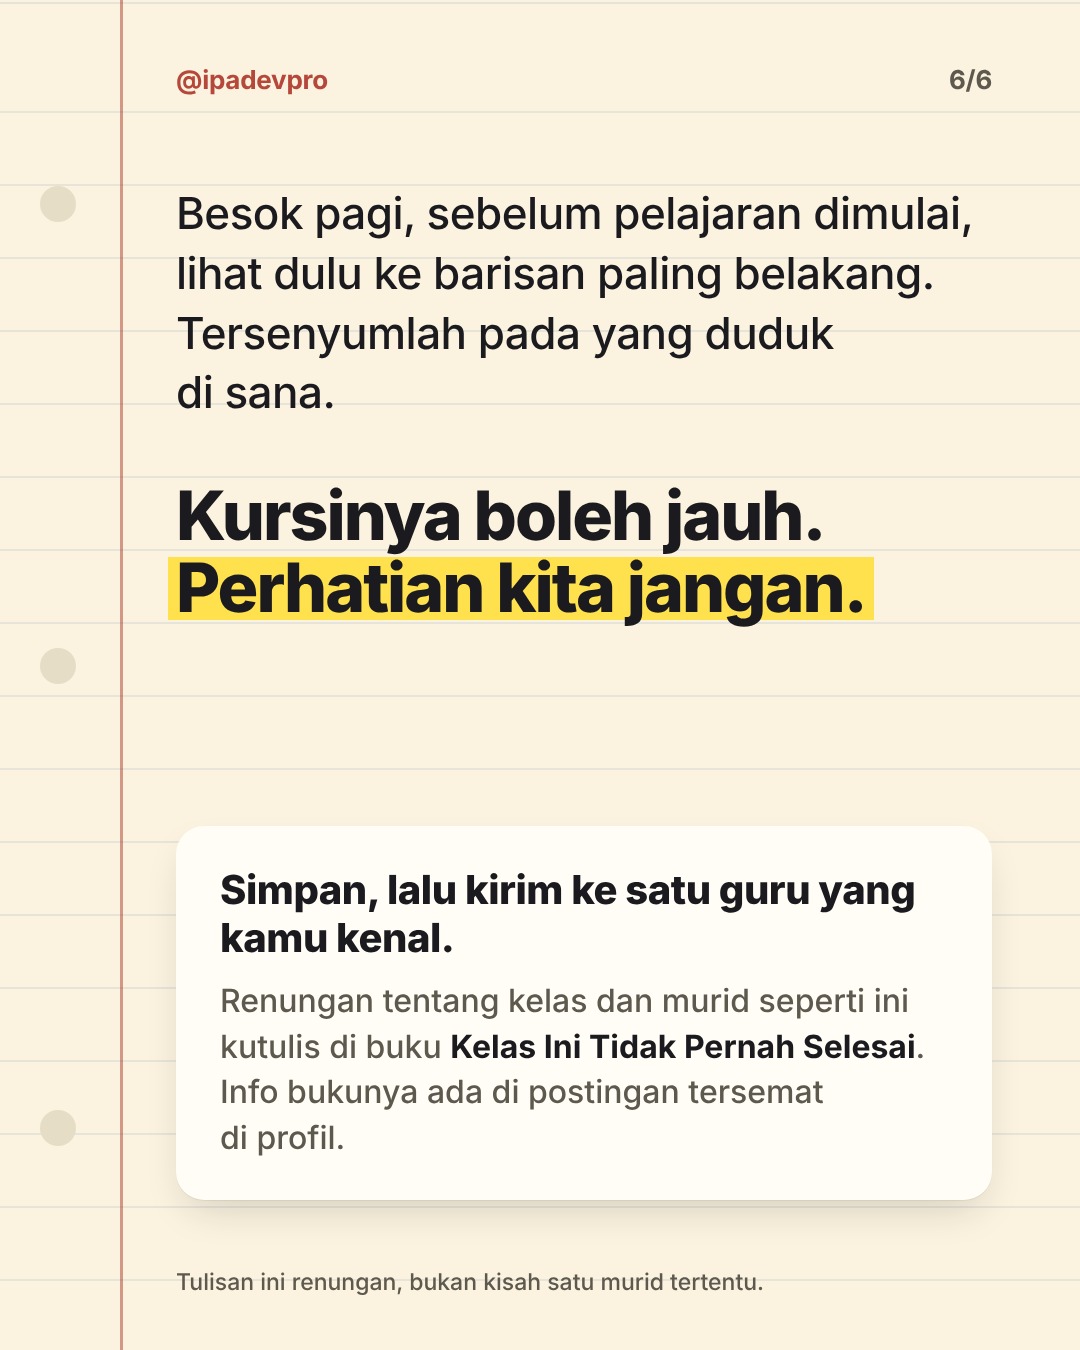 @ipadevpro
6/6
Besok pagi, sebelum pelajaran dimulai,
lihat dulu ke barisan paling belakang.
Tersenyumlah pada yang duduk
di sana.
Kursinya boleh jauh.
Perhatian kita jangan.
Simpan, lalu kirim ke satu guru yang
kamu kenal.
Renungan tentang kelas dan murid seperti ini
kutulis di buku Kelas Ini Tidak Pernah Selesai.
Info bukunya ada di postingan tersemat
di profil.
Tulisan ini renungan, bukan kisah satu murid tertentu.